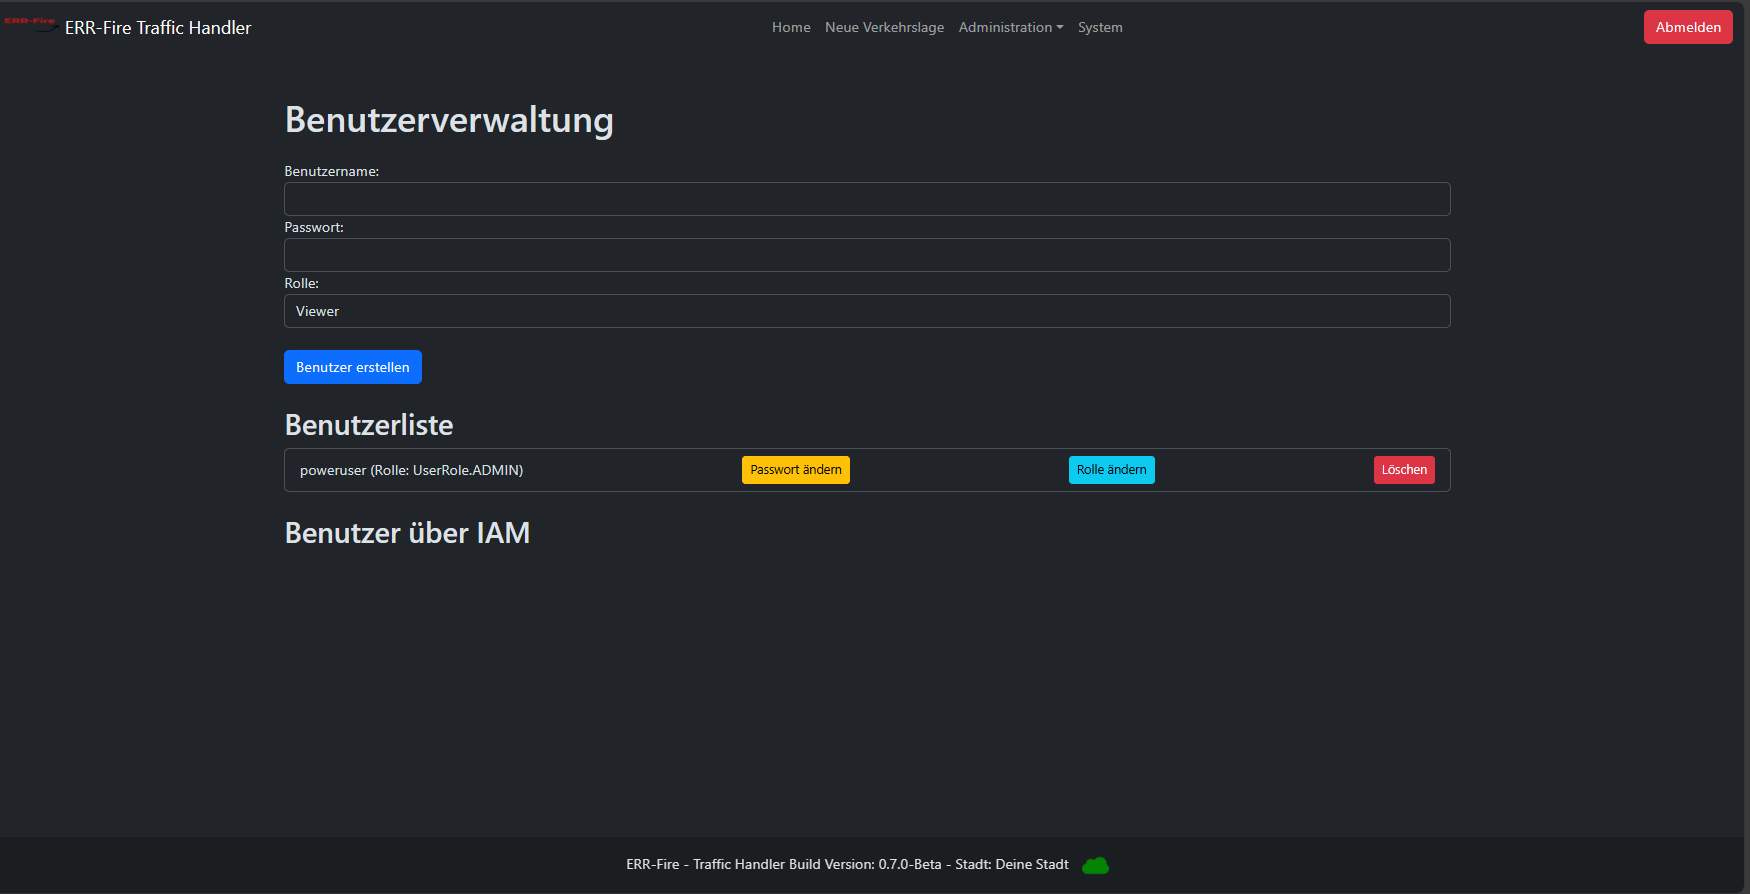 ERR-Fire ERR-Fire Traffic Handler Home Neue Verkehrslage Administration System Abmelden
Benutzerverwaltung
Benutzername:
Passwort:
Rolle:
Viewer
Benutzer erstellen
Benutzerliste
poweruser (Rolle: UserRole.ADMIN) Passwort ändern Rolle ändern Löschen
Benutzer über IAM
ERR-Fire - Traffic Handler Build Version: 0.7.0-Beta - Stadt: Deine Stadt